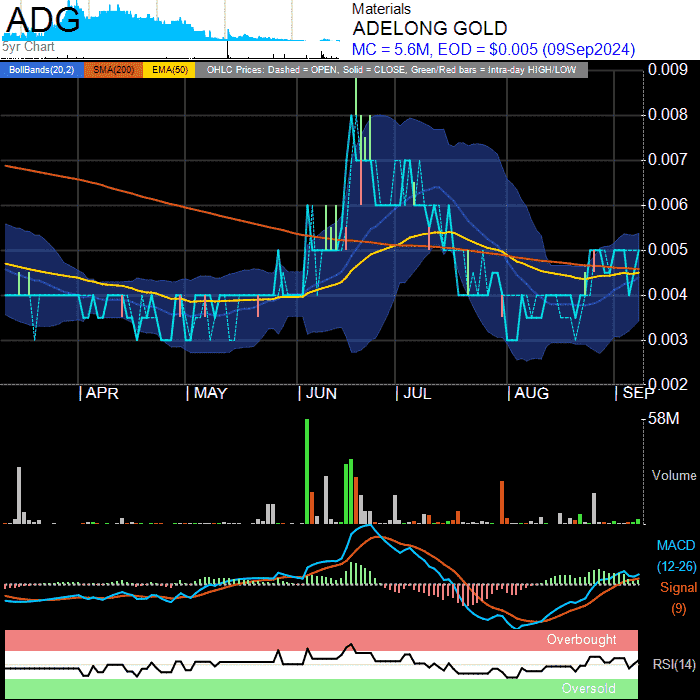 ADG
5yr Chart
Materials
ADELONG GOLD
MC = 5.6M, EOD = $0.005 (09Sep2024)
BollBands(20,2) SMA(200) EMA(50) OHLC Prices: Dashed = OPEN, Solid = CLOSE, Green/Red bars = Intra-day HIGH/LOW
0.009
0.008
0.007
0.006
0.005
0.004
0.003
0.002
| APR | MAY | JUN | JUL | AUG | SEP
58M
Volume
MACD
(12-26)
Signal
(9)
Overbought
RSI(14)
Oversold